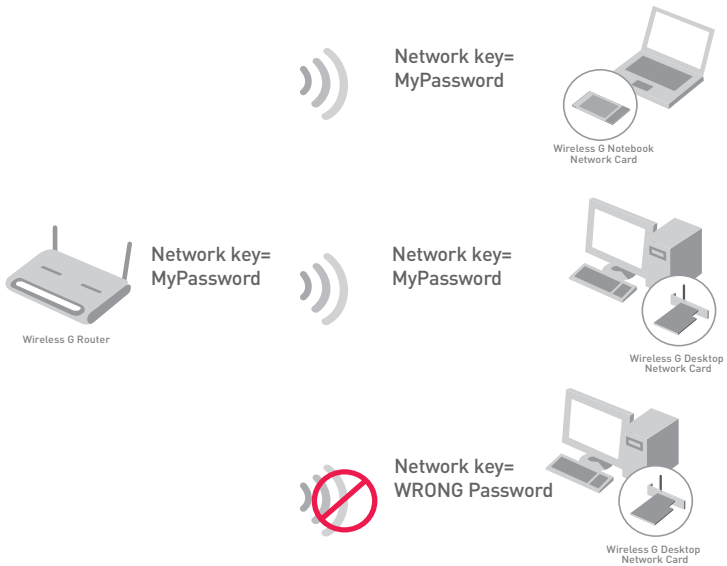 Network key=
MyPassword
Wireless G Notebook
Network Card
Network key=
MyPassword
Wireless G Router
Network key=
MyPassword
Wireless G Desktop
Network Card
Network key=
WRONG Password
Wireless G Desktop
Network Card